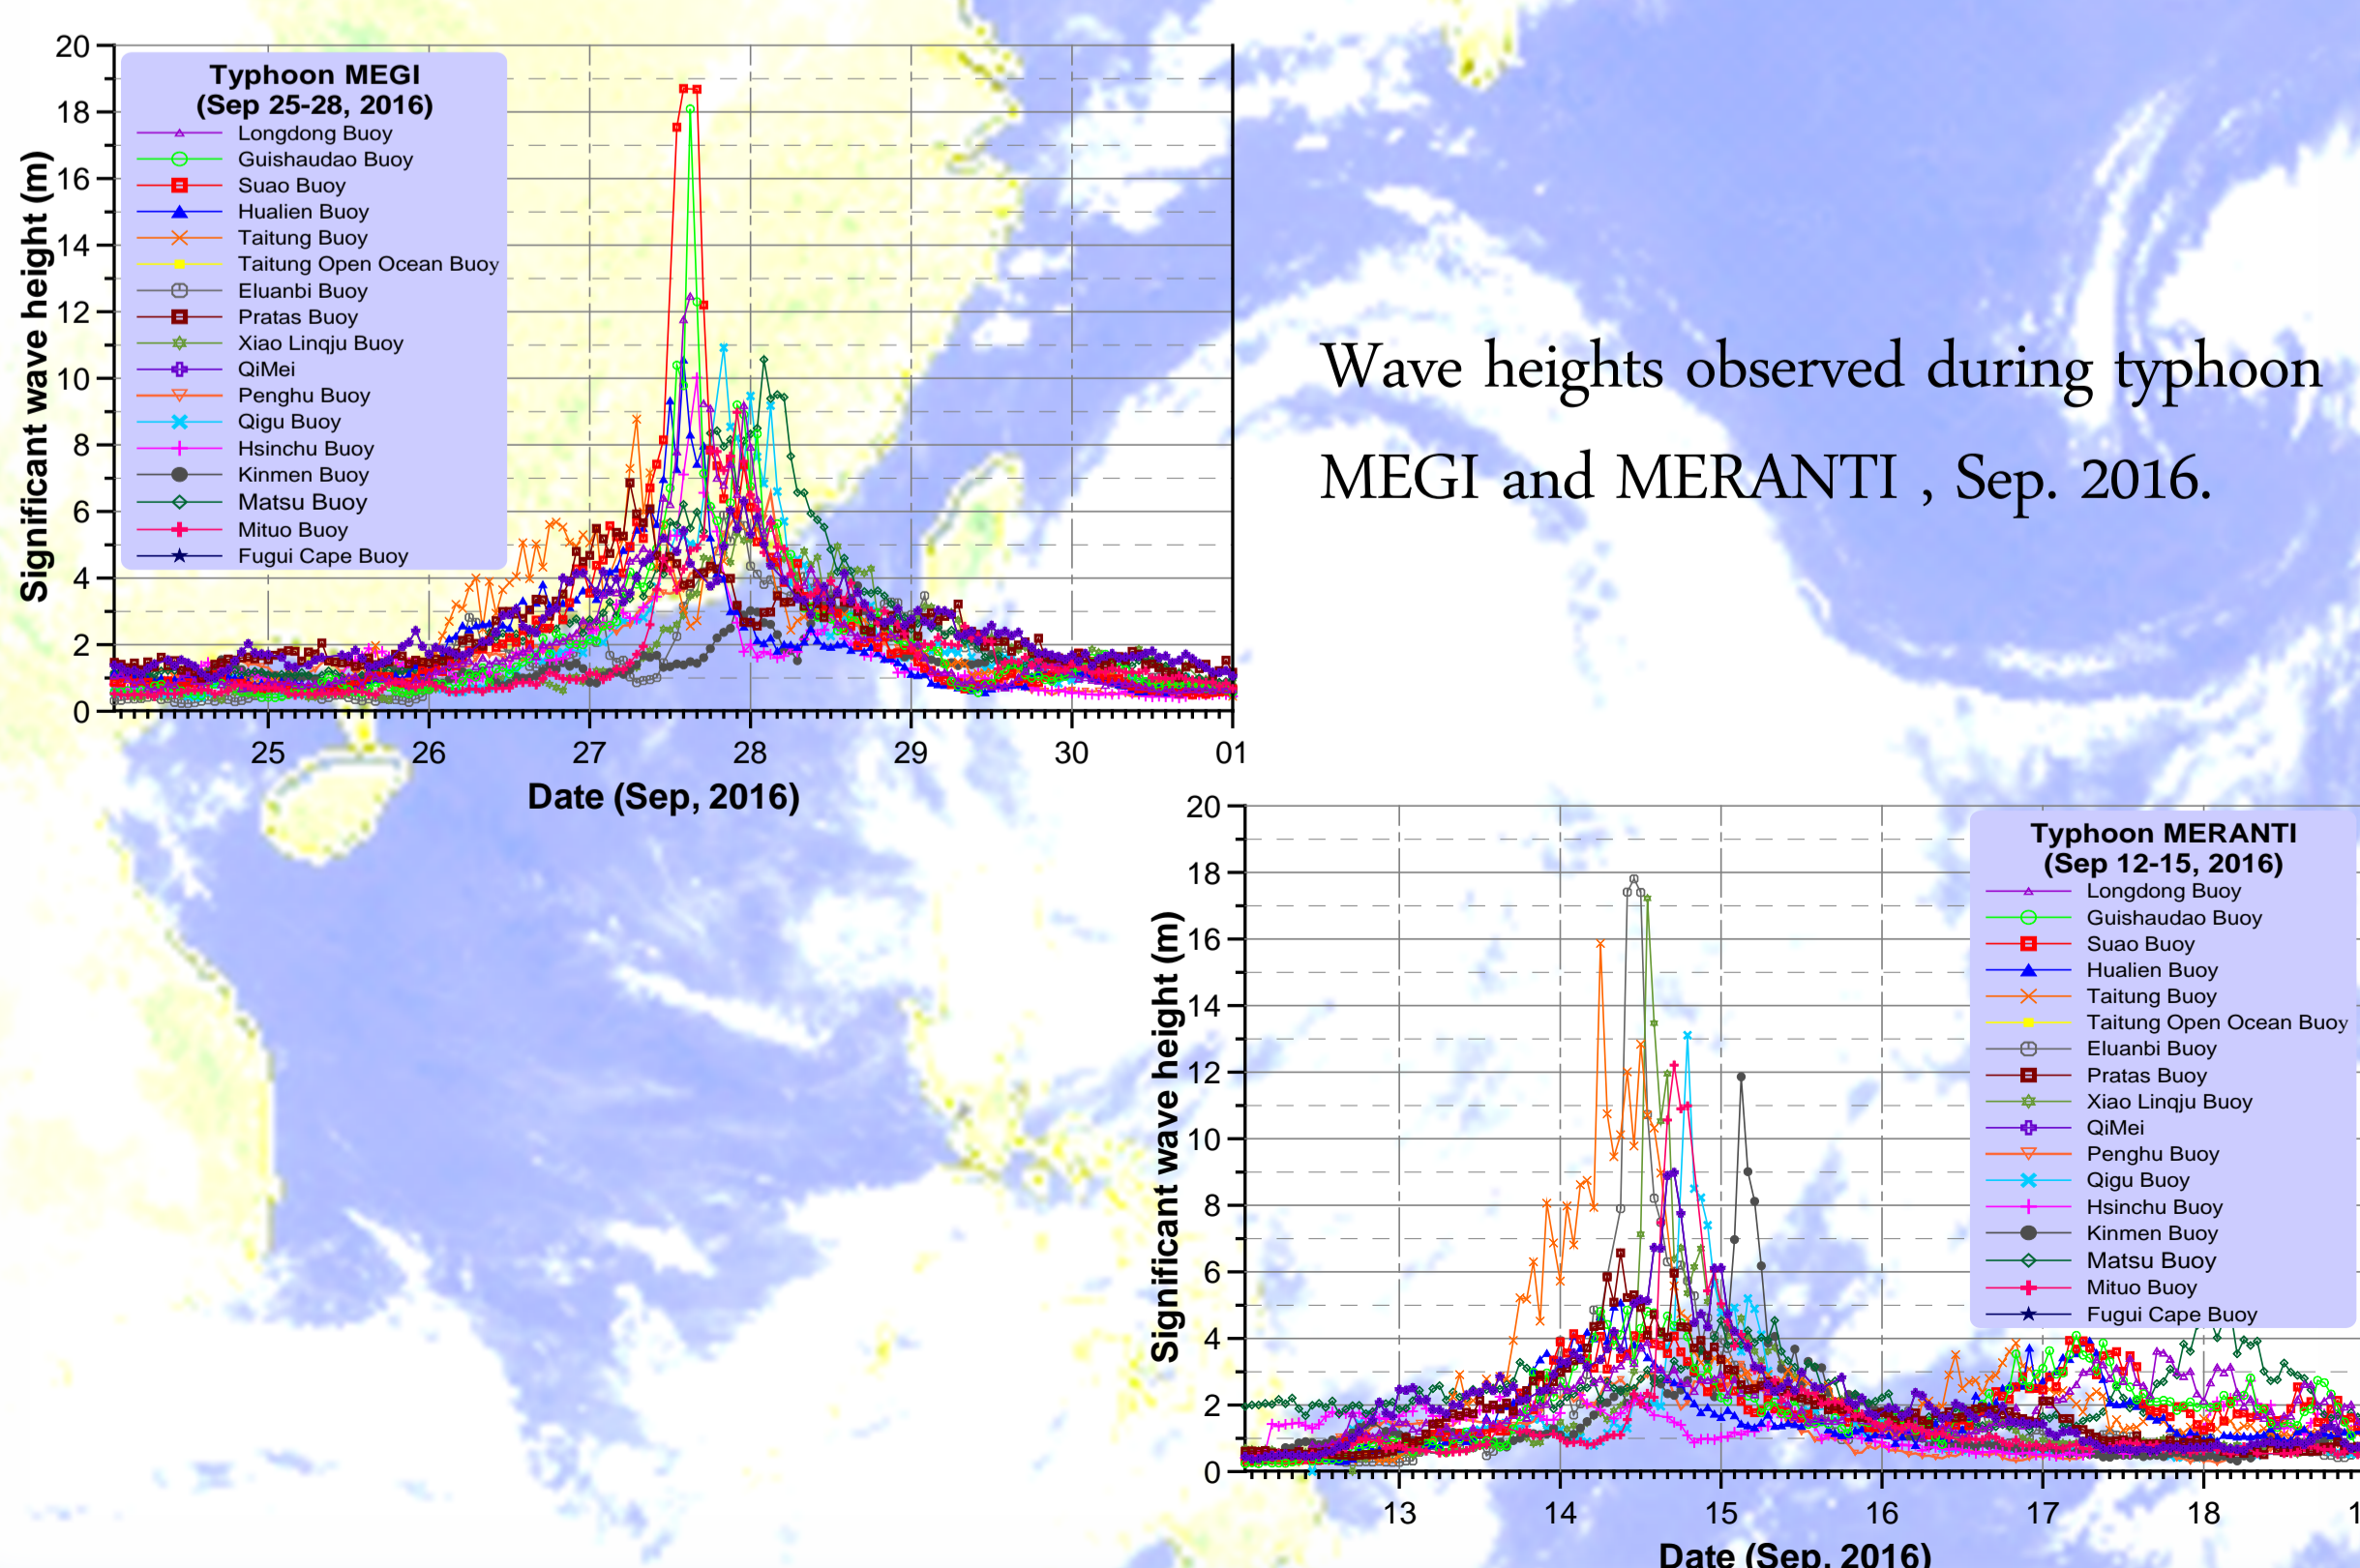 20
18
16
14
12
10
8
6
4
2
0
Significant wave height (m)
Typhoon MEGI
(Sep 25-28, 2016)
Longdong Buoy
Guishaudao Buoy
Suao Buoy
Hualien Buoy
Taitung Buoy
Taitung Open Ocean Buoy
Eluanbi Buoy
Pratas Buoy
Xiao Linqju Buoy
QiMei
Penghu Buoy
Qigu Buoy
Hsinchu Buoy
Kinmen Buoy
Matsu Buoy
Mituo Buoy
Fugui Cape Buoy
25 26 27 28 29 30 01
Date (Sep, 2016)
Wave heights observed during typhoon
MEGI and MERANTI , Sep. 2016.
20
18
16
14
12
10
8
6
4
2
0
Significant wave height (m)
Typhoon MERANTI
(Sep 12-15, 2016)
Longdong Buoy
Guishaudao Buoy
Suao Buoy
Hualien Buoy
Taitung Buoy
Taitung Open Ocean Buoy
Eluanbi Buoy
Pratas Buoy
Xiao Linqju Buoy
QiMei
Penghu Buoy
Qigu Buoy
Hsinchu Buoy
Kinmen Buoy
Matsu Buoy
Mituo Buoy
Fugui Cape Buoy
13 14 15 16 17 18
Date (Sep, 2016)